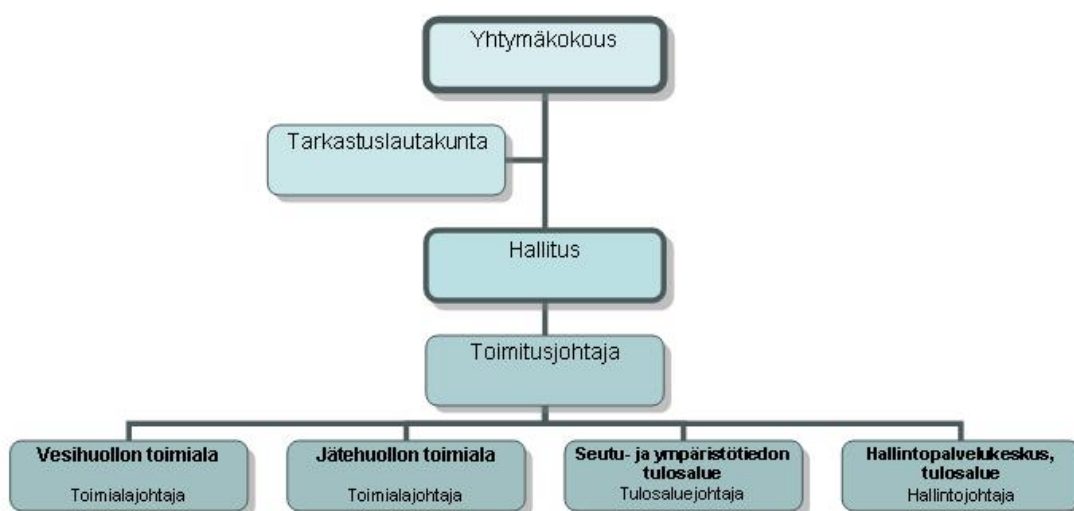 Yhtymäkokous
Tarkastuslautakunta
Hallitus
Toimitusjohtaja
Vesihuollon toimiala
Toimialajohtaja
Jätehuollon toimiala
Toimialajohtaja
Seutu- ja ympäristötiedon
tulosalue
Tulosaluejohtaja
Hallintopalvelukeskus,
tulosalue
Hallintojohtaja